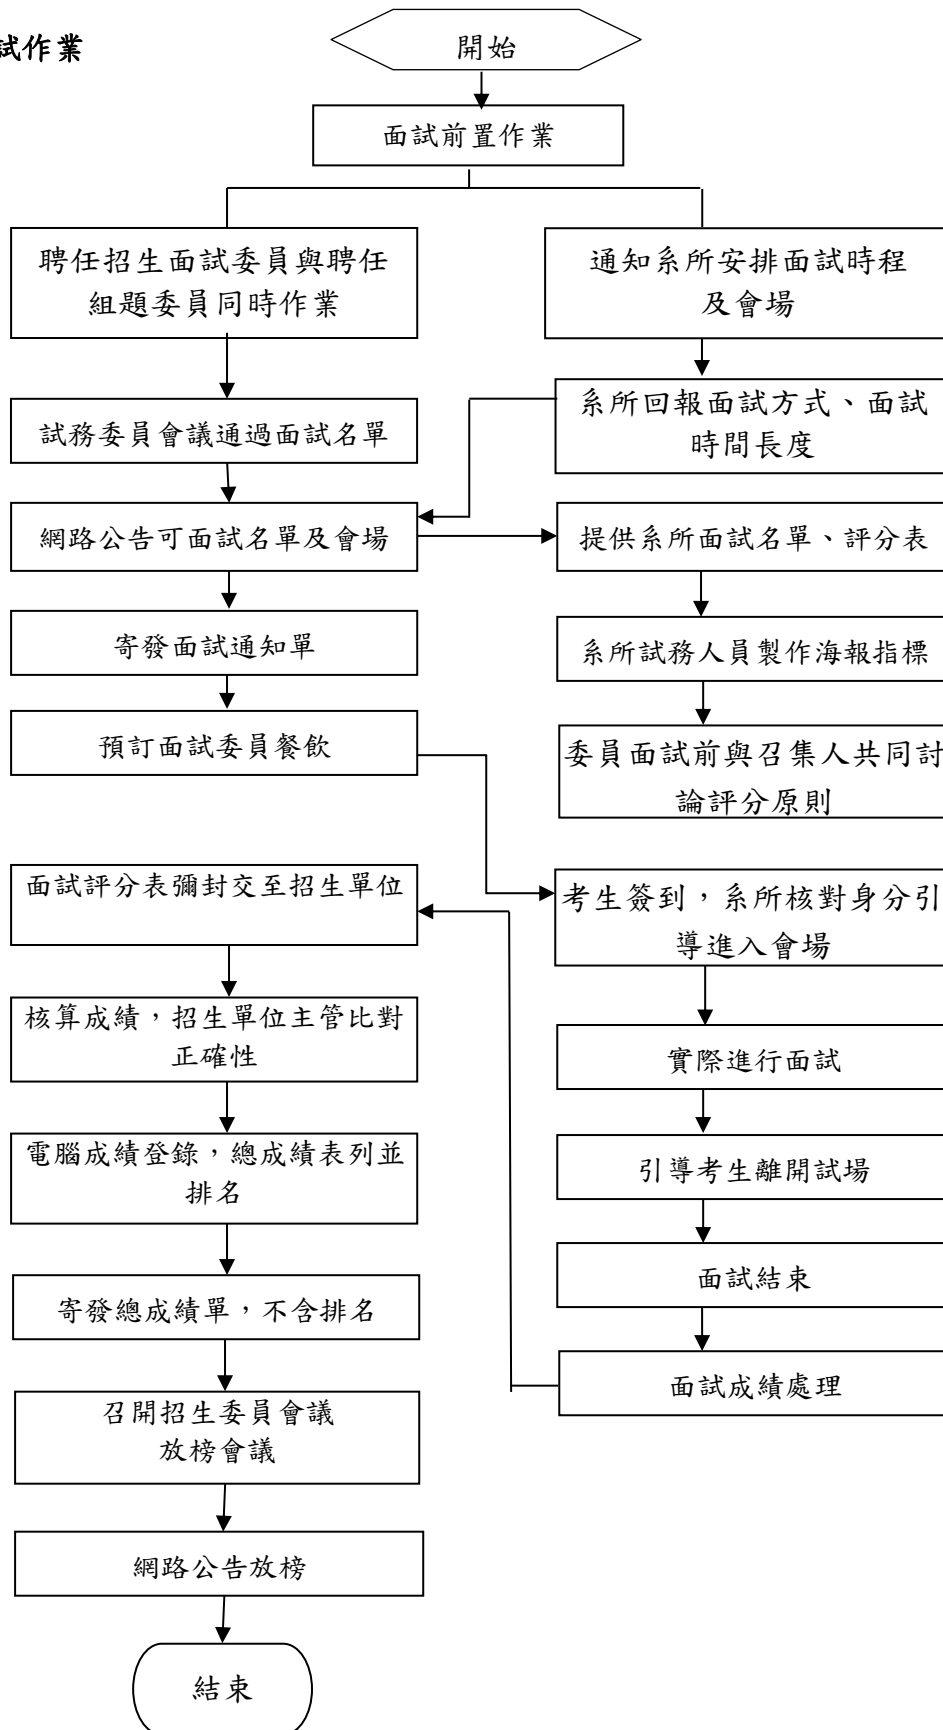 試作業
開始
面試前置作業
聘任招生面試委員與聘任
組題委員同時作業
通知系所安排面試時程
及會場
試務委員會議通過面試名單
系所回報面試方式、面試
時間長度
網路公告可面試名單及會場
提供系所面試名單、評分表
寄發面試通知單
系所試務人員製作海報指標
預訂面試委員餐飲
委員面試前與召集人共同討
論評分原則
面試評分表彌封交至招生單位
考生簽到，系所核對身分引
導進入會場
核算成績，招生單位主管比對
正確性
實際進行面試
電腦成績登錄，總成績表列並
排名
引導考生離開試場
寄發總成績單，不含排名
面試結束
召開招生委員會議
放榜會議
面試成績處理
網路公告放榜
結束